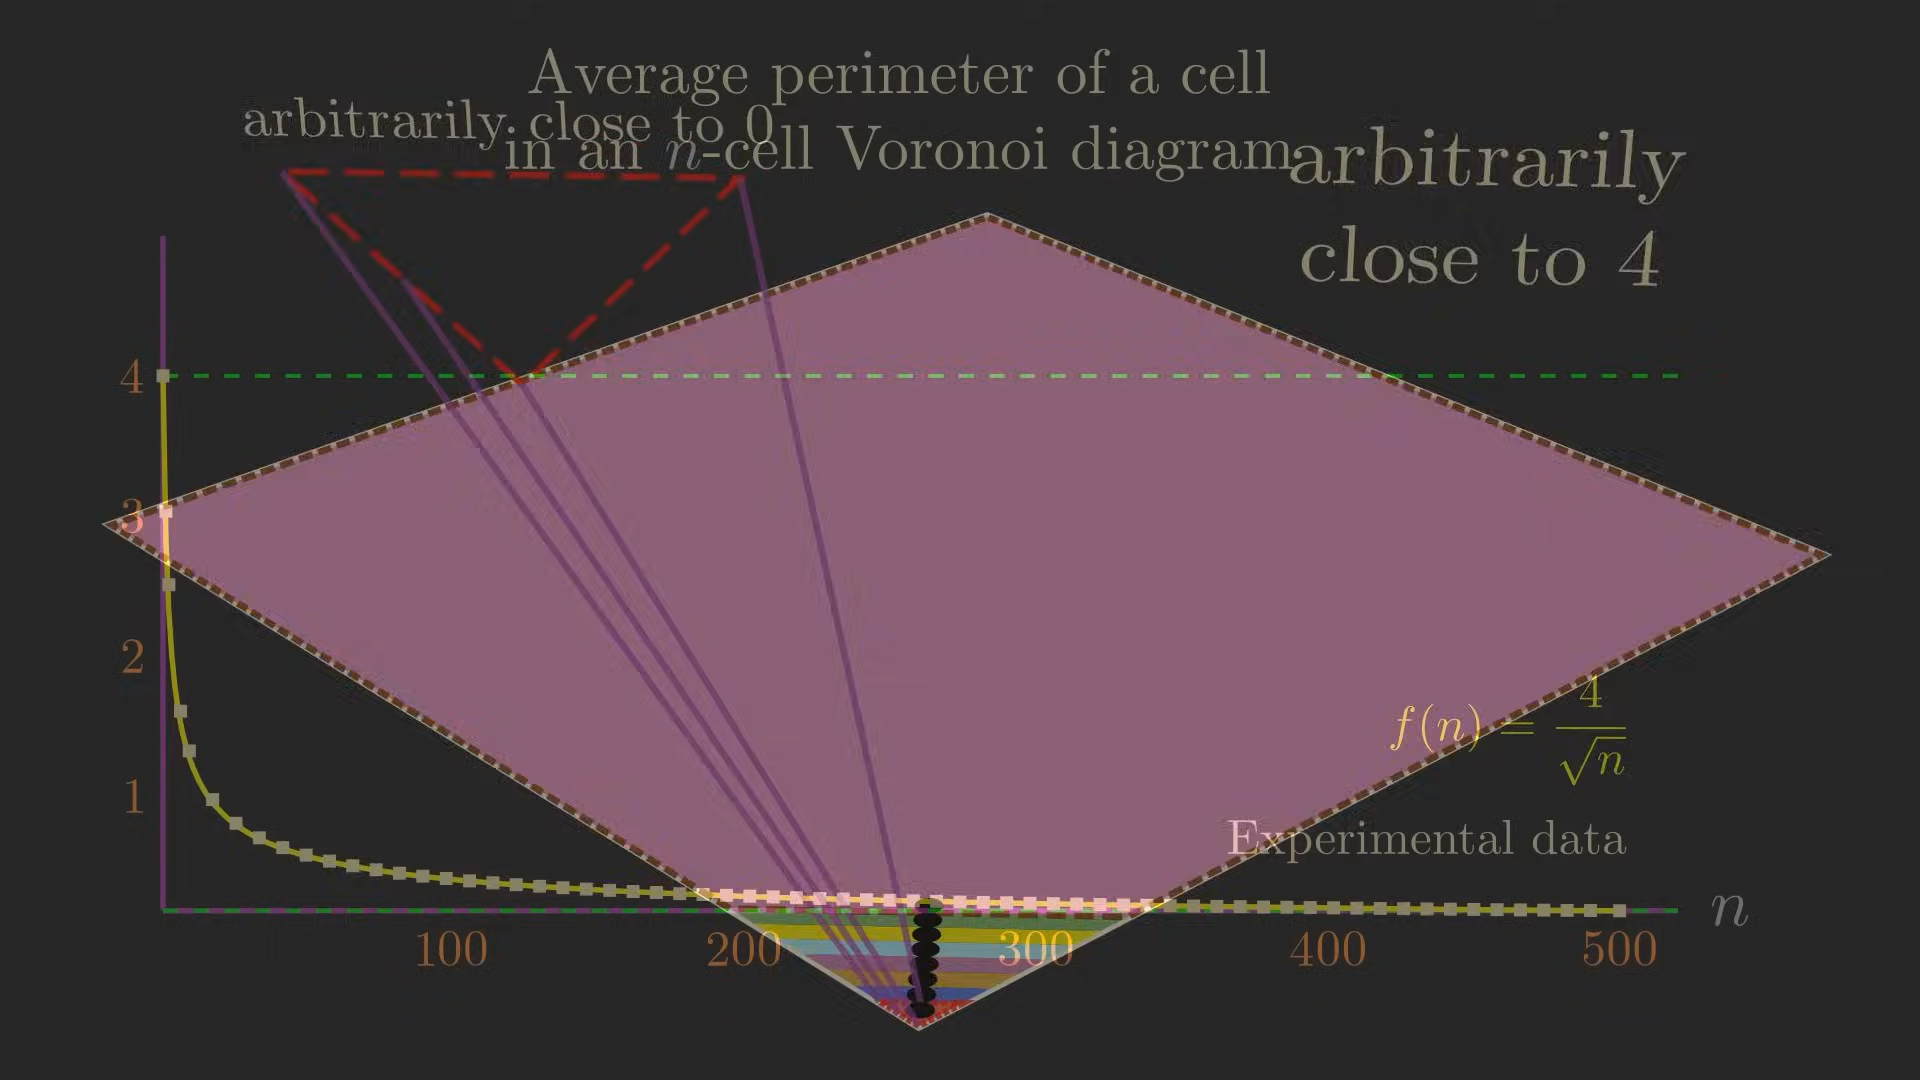 Average perimeter of a cell
in an n-cell Voronoi diagram
arbitrarily close to 0
arbitrarily
close to 4
4
3
2
1
f(n) = 4/√n
Experimental data
n
100
200
300
400
500